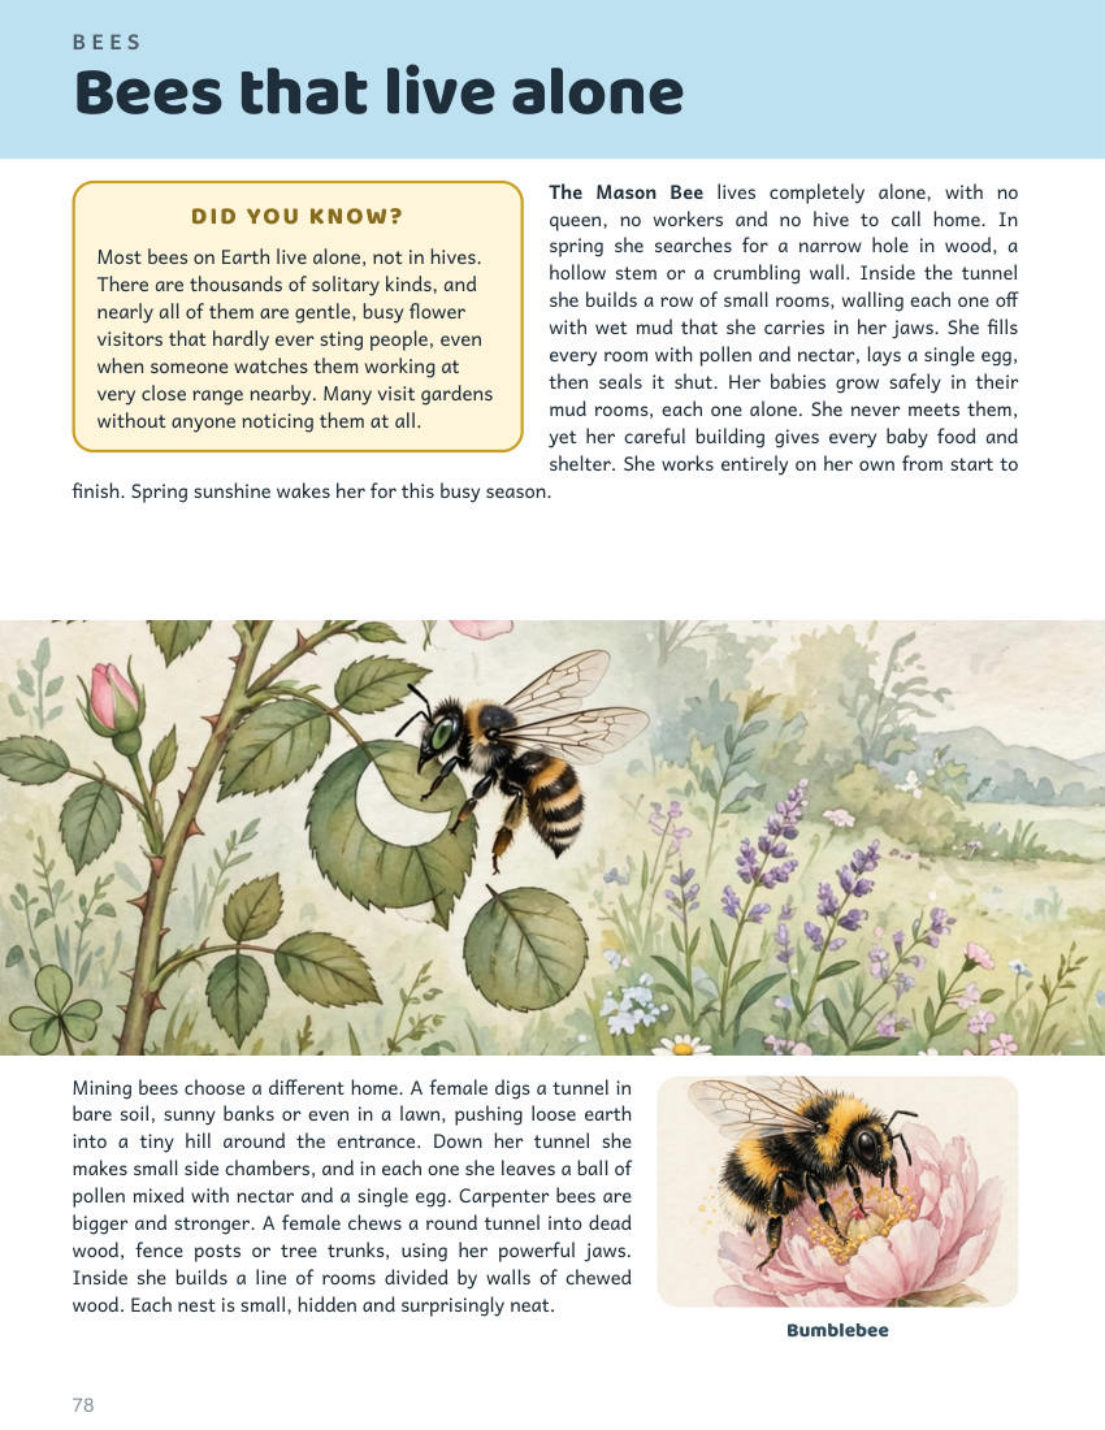 BEES
Bees that live alone
DID YOU KNOW?
Most bees on Earth live alone, not in hives.
There are thousands of solitary kinds, and
nearly all of them are gentle, busy flower
visitors that hardly ever sting people, even
when someone watches them working at
very close range nearby. Many visit gardens
without anyone noticing them at all.
The Mason Bee lives completely alone, with no
queen, no workers and no hive to call home. In
spring she searches for a narrow hole in wood, a
hollow stem or a crumbling wall. Inside the tunnel
she builds a row of small rooms, walling each one off
with wet mud that she carries in her jaws. She fills
every room with pollen and nectar, lays a single egg,
then seals it shut. Her babies grow safely in their
mud rooms, each one alone. She never meets them,
yet her careful building gives every baby food and
shelter. She works entirely on her own from start to
finish. Spring sunshine wakes her for this busy season.
Mining bees choose a different home. A female digs a tunnel in
bare soil, sunny banks or even in a lawn, pushing loose earth
into a tiny hill around the entrance. Down her tunnel she
makes small side chambers, and in each one she leaves a ball of
pollen mixed with nectar and a single egg. Carpenter bees are
bigger and stronger. A female chews a round tunnel into dead
wood, fence posts or tree trunks, using her powerful jaws.
Inside she builds a line of rooms divided by walls of chewed
wood. Each nest is small, hidden and surprisingly neat.
Bumblebee
78